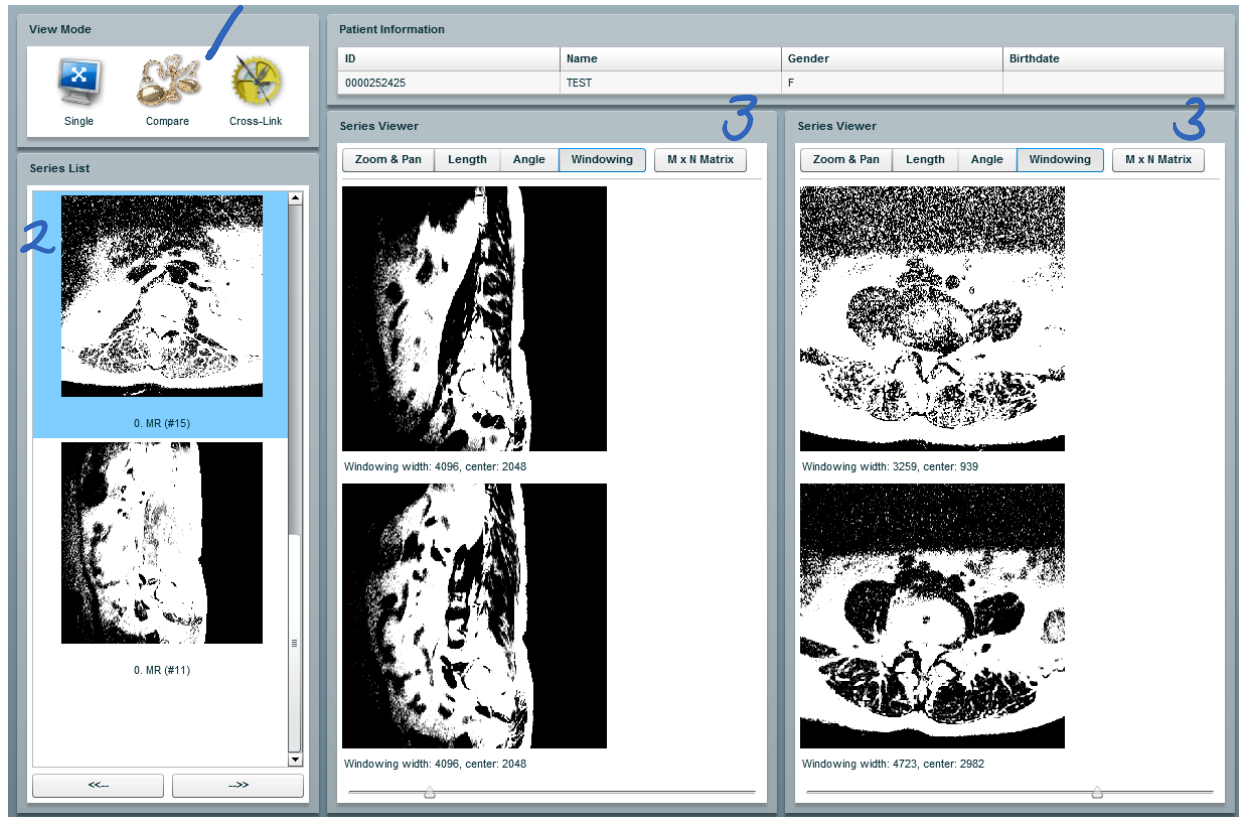 View Mode
1
Single Compare Cross-Link
Patient Information
ID Name Gender Birthdate
0000252425 TEST F
Series List
2
0. MR (#15)
0. MR (#11)
<<-- -->>
Series Viewer
3
Zoom & Pan Length Angle Windowing M x N Matrix
Windowing width: 4096, center: 2048
Windowing width: 4096, center: 2048
Series Viewer
3
Zoom & Pan Length Angle Windowing M x N Matrix
Windowing width: 3259, center: 939
Windowing width: 4723, center: 2982